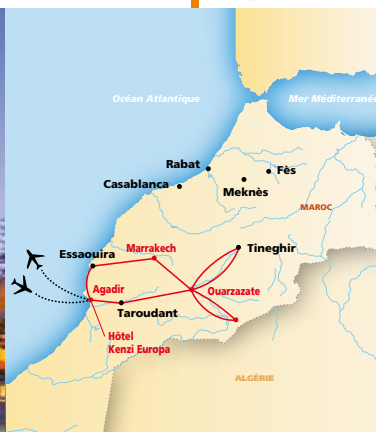 Océan Atlantique
Mer Méditerranée
Rabat
Fès
Casablanca
Meknès
MAROC
Essaouira
Marrakech
Tineghir
Agadir
Ouarzazate
Taroudant
Hôtel
Kenzi Europa
ALGÉRIE